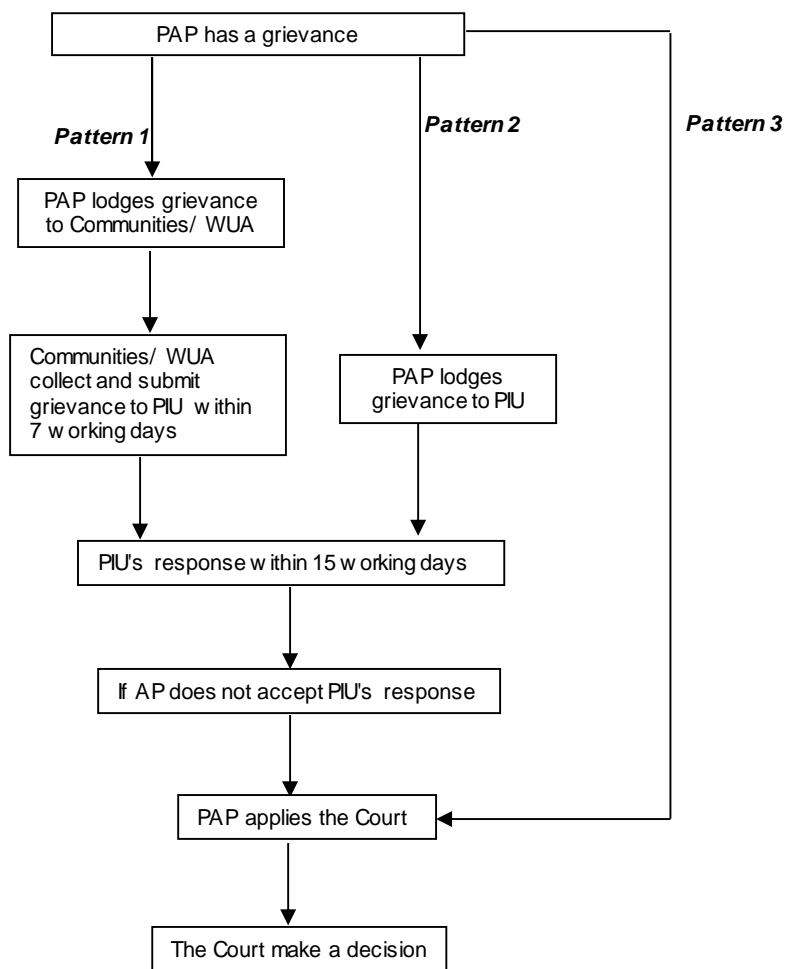 PAP has a grievance
Pattern 1
Pattern 2
Pattern 3
PAP lodges grievance
to Communities/ WUA
Communities/ WUA
collect and submit
grievance to PIU within
7 working days
PAP lodges
grievance to PIU
PIU's response within 15 working days
If AP does not accept PIU's response
PAP applies the Court
The Court make a decision